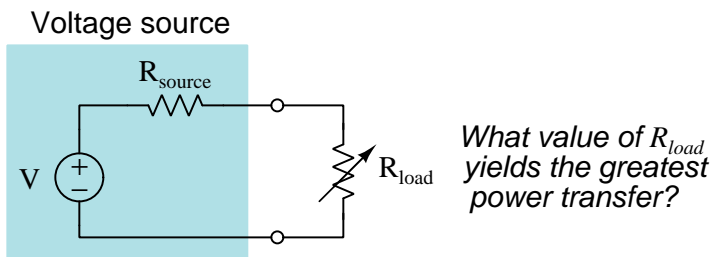 Voltage source
R_source
V
+
−
R_load
What value of R_load
yields the greatest
power transfer?